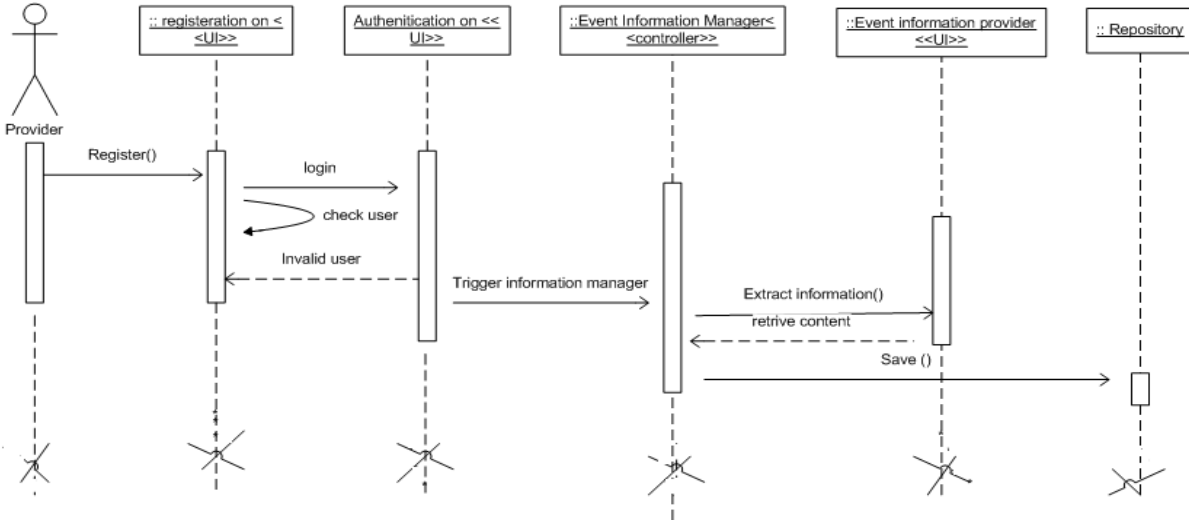 :: registeration on <
<UI>>
Authenitication on <<
UI>>
::Event Information Manager<
<controller>>
::Event information provider
<<UI>>
:: Repository
Provider
Register()
login
check user
Invalid user
Trigger information manager
Extract information()
retrive content
Save ()